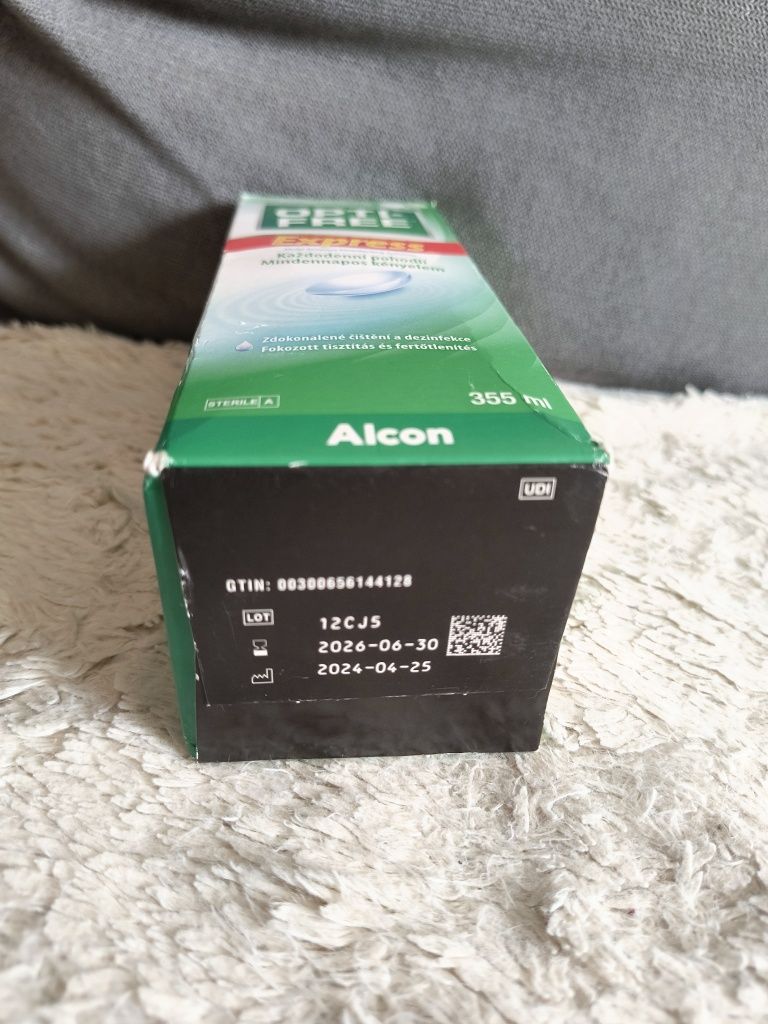 OPTI-
FREE
Express
Každodenní pohodlí
Mindennapos kényelem
Zdokonalené čištění a dezinfekce
Fokozott tisztítás és fertőtlenítés
STERILE A
355 ml
Alcon
UDI
GTIN: 00300656144128
LOT 12CJ5
2026-06-30
2024-04-25